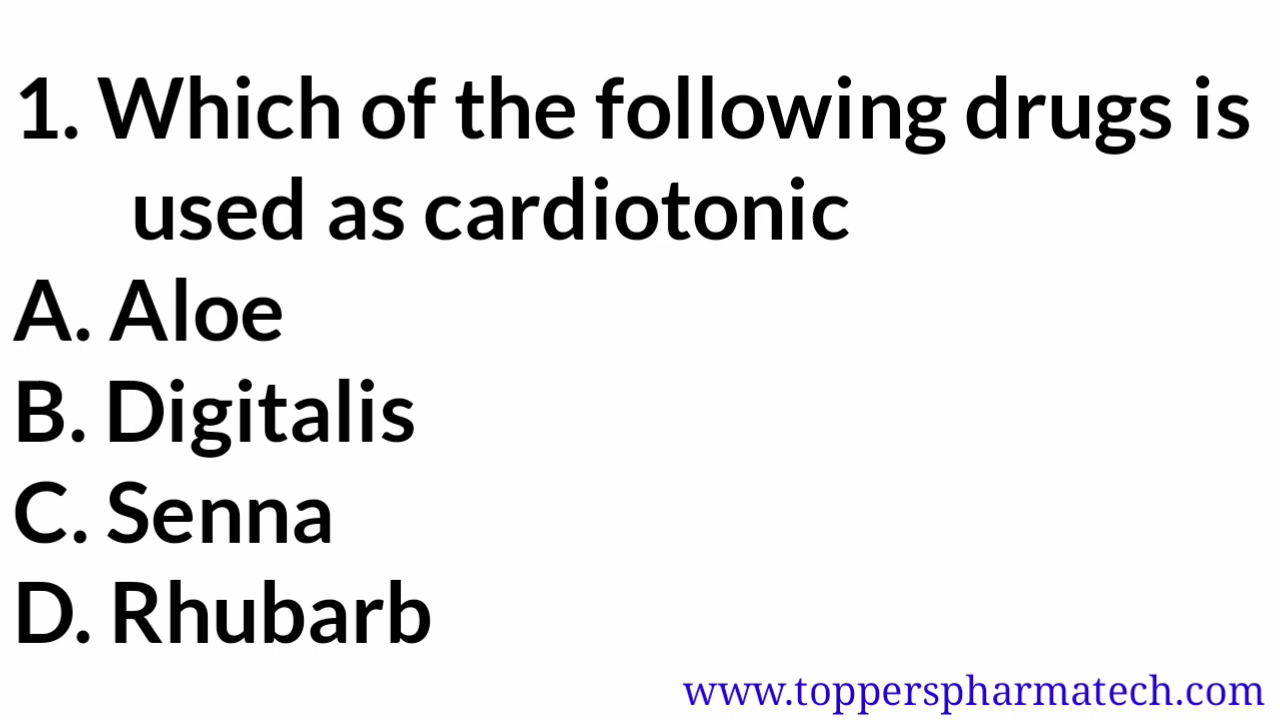 1. Which of the following drugs is
used as cardiotonic
A. Aloe
B. Digitalis
C. Senna
D. Rhubarb
www.topperspharmatech.com